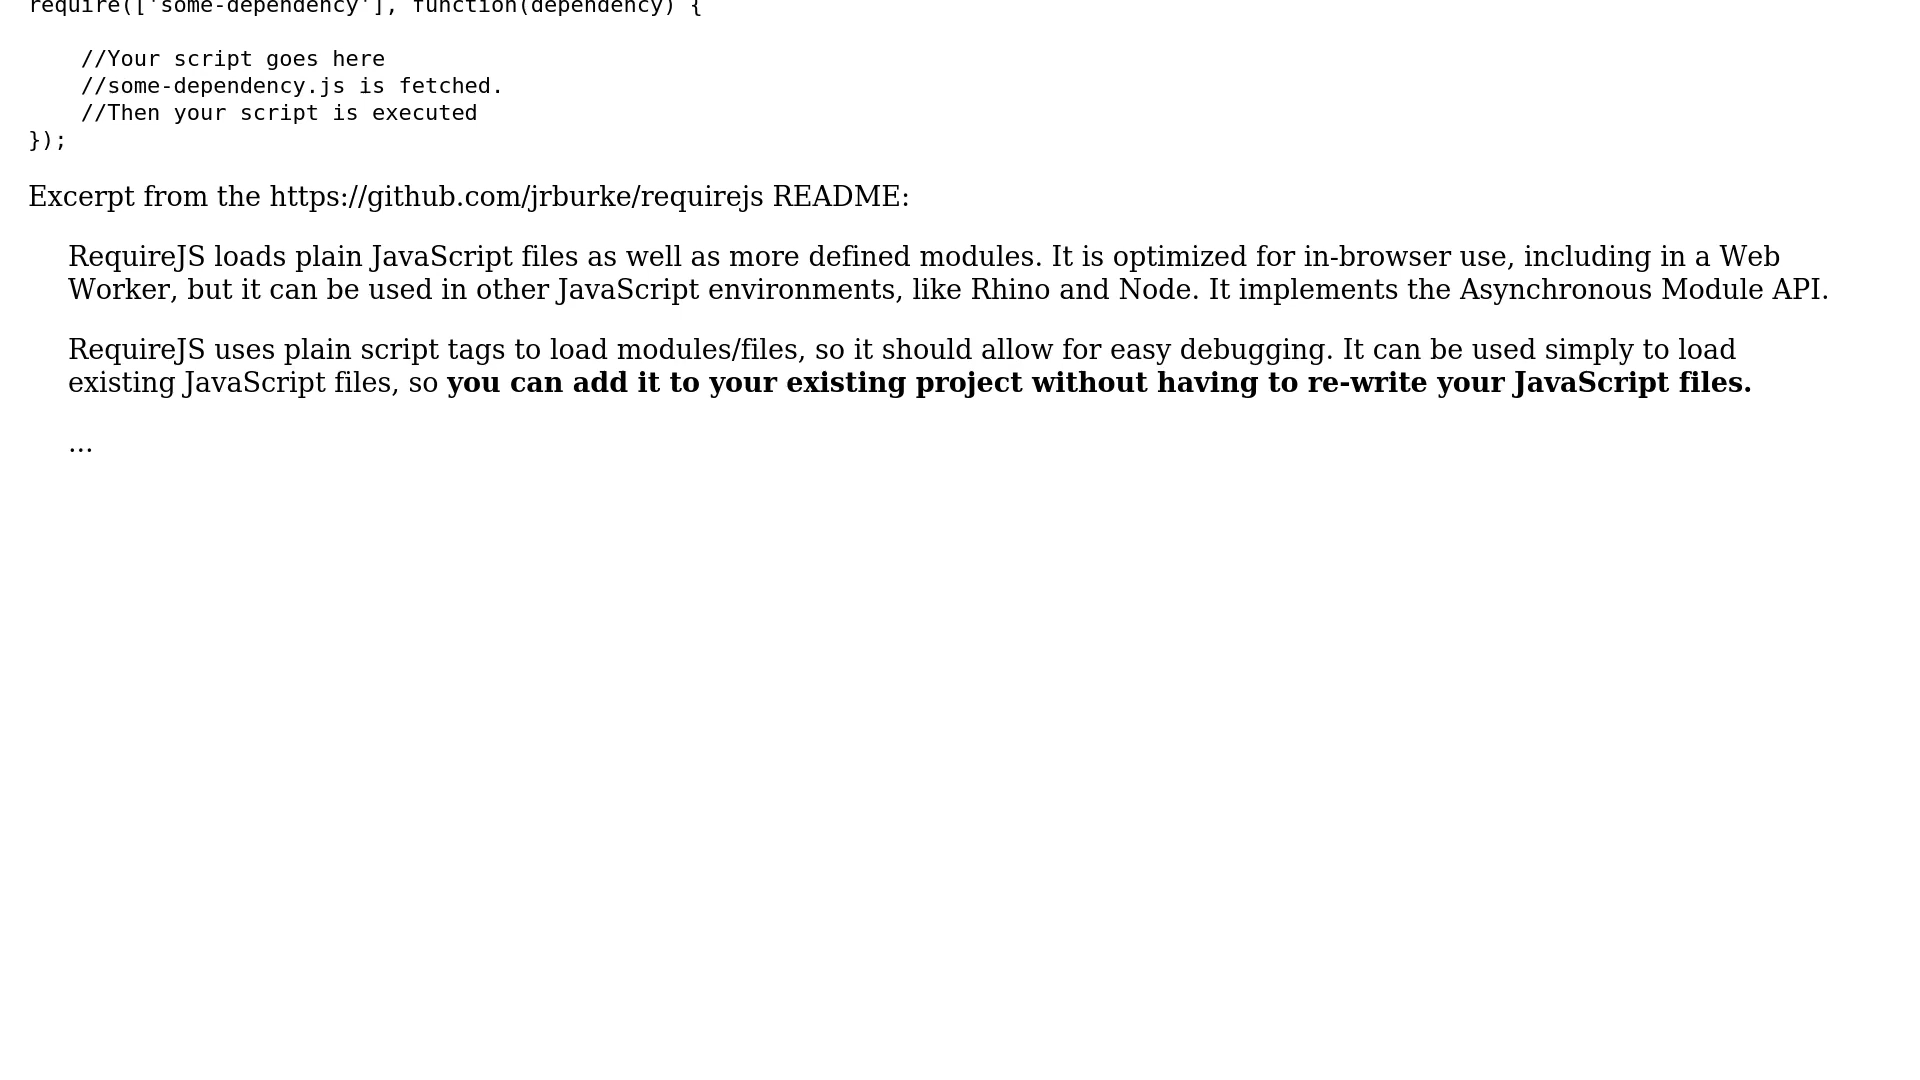 require(['some-dependency'], function(dependency) {
//Your script goes here
//some-dependency.js is fetched.
//Then your script is executed
});
Excerpt from the https://github.com/jrburke/requirejs README:
RequireJS loads plain JavaScript files as well as more defined modules. It is optimized for in-browser use, including in a Web
Worker, but it can be used in other JavaScript environments, like Rhino and Node. It implements the Asynchronous Module API.
RequireJS uses plain script tags to load modules/files, so it should allow for easy debugging. It can be used simply to load
existing JavaScript files, so you can add it to your existing project without having to re-write your JavaScript files.
...